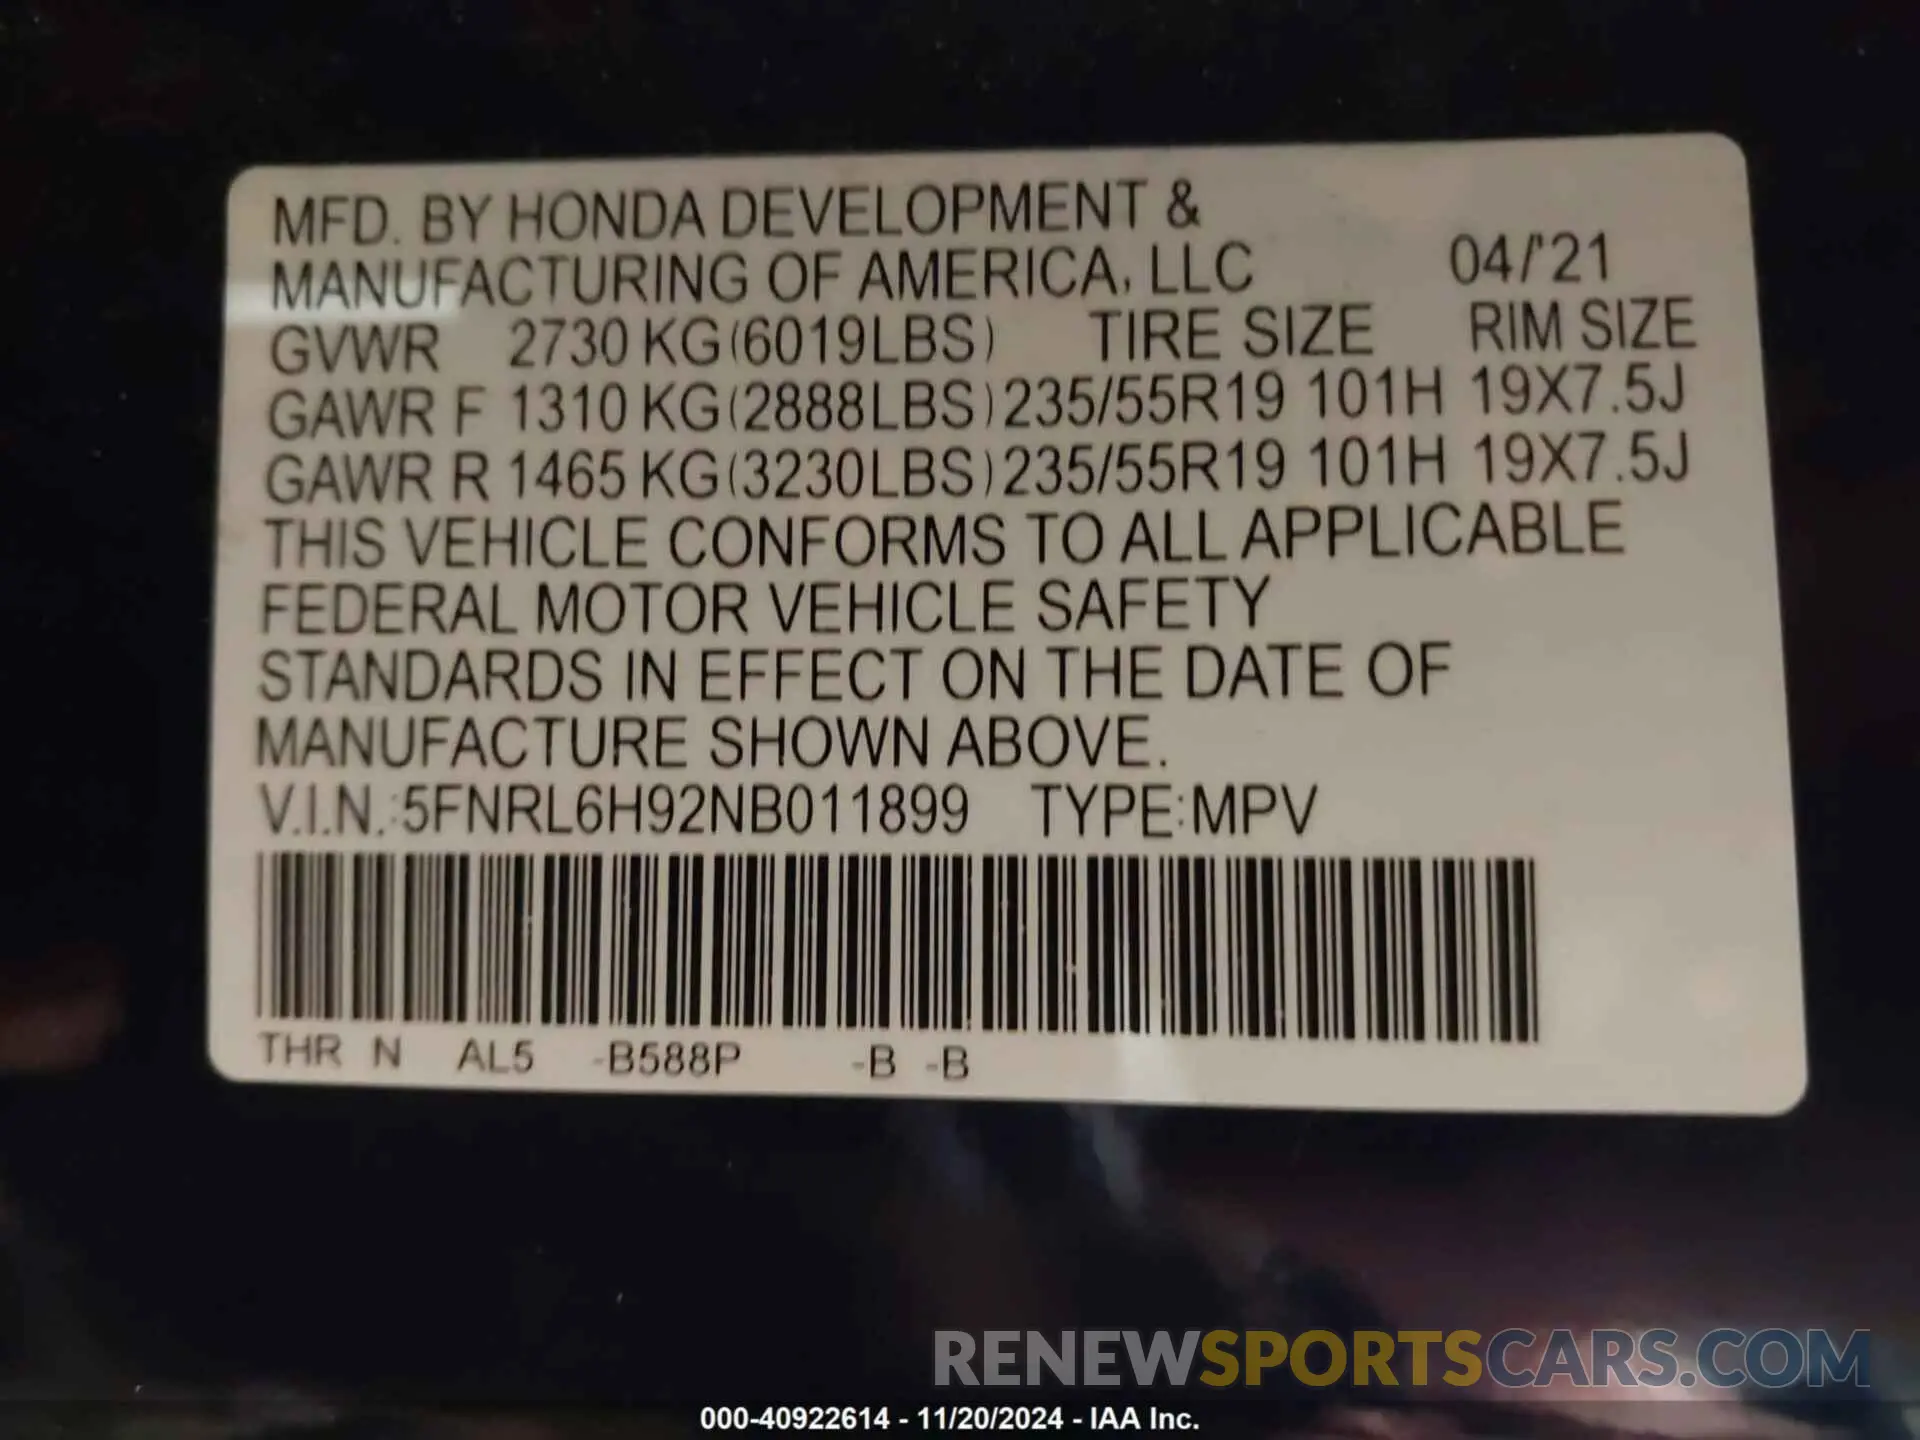 MFD. BY HONDA DEVELOPMENT &
MANUFACTURING OF AMERICA, LLC 04/'21
GVWR 2730 KG(6019LBS) TIRE SIZE RIM SIZE
GAWR F 1310 KG(2888LBS)235/55R19 101H 19X7.5J
GAWR R 1465 KG(3230LBS)235/55R19 101H 19X7.5J
THIS VEHICLE CONFORMS TO ALL APPLICABLE
FEDERAL MOTOR VEHICLE SAFETY
STANDARDS IN EFFECT ON THE DATE OF
MANUFACTURE SHOWN ABOVE.
V.I.N.:5FNRL6H92NB011899 TYPE:MPV
THR N AL5 -B588P -B -B
RENEWSPORTSCARS.COM
000-40922614 - 11/20/2024 - IAA Inc.